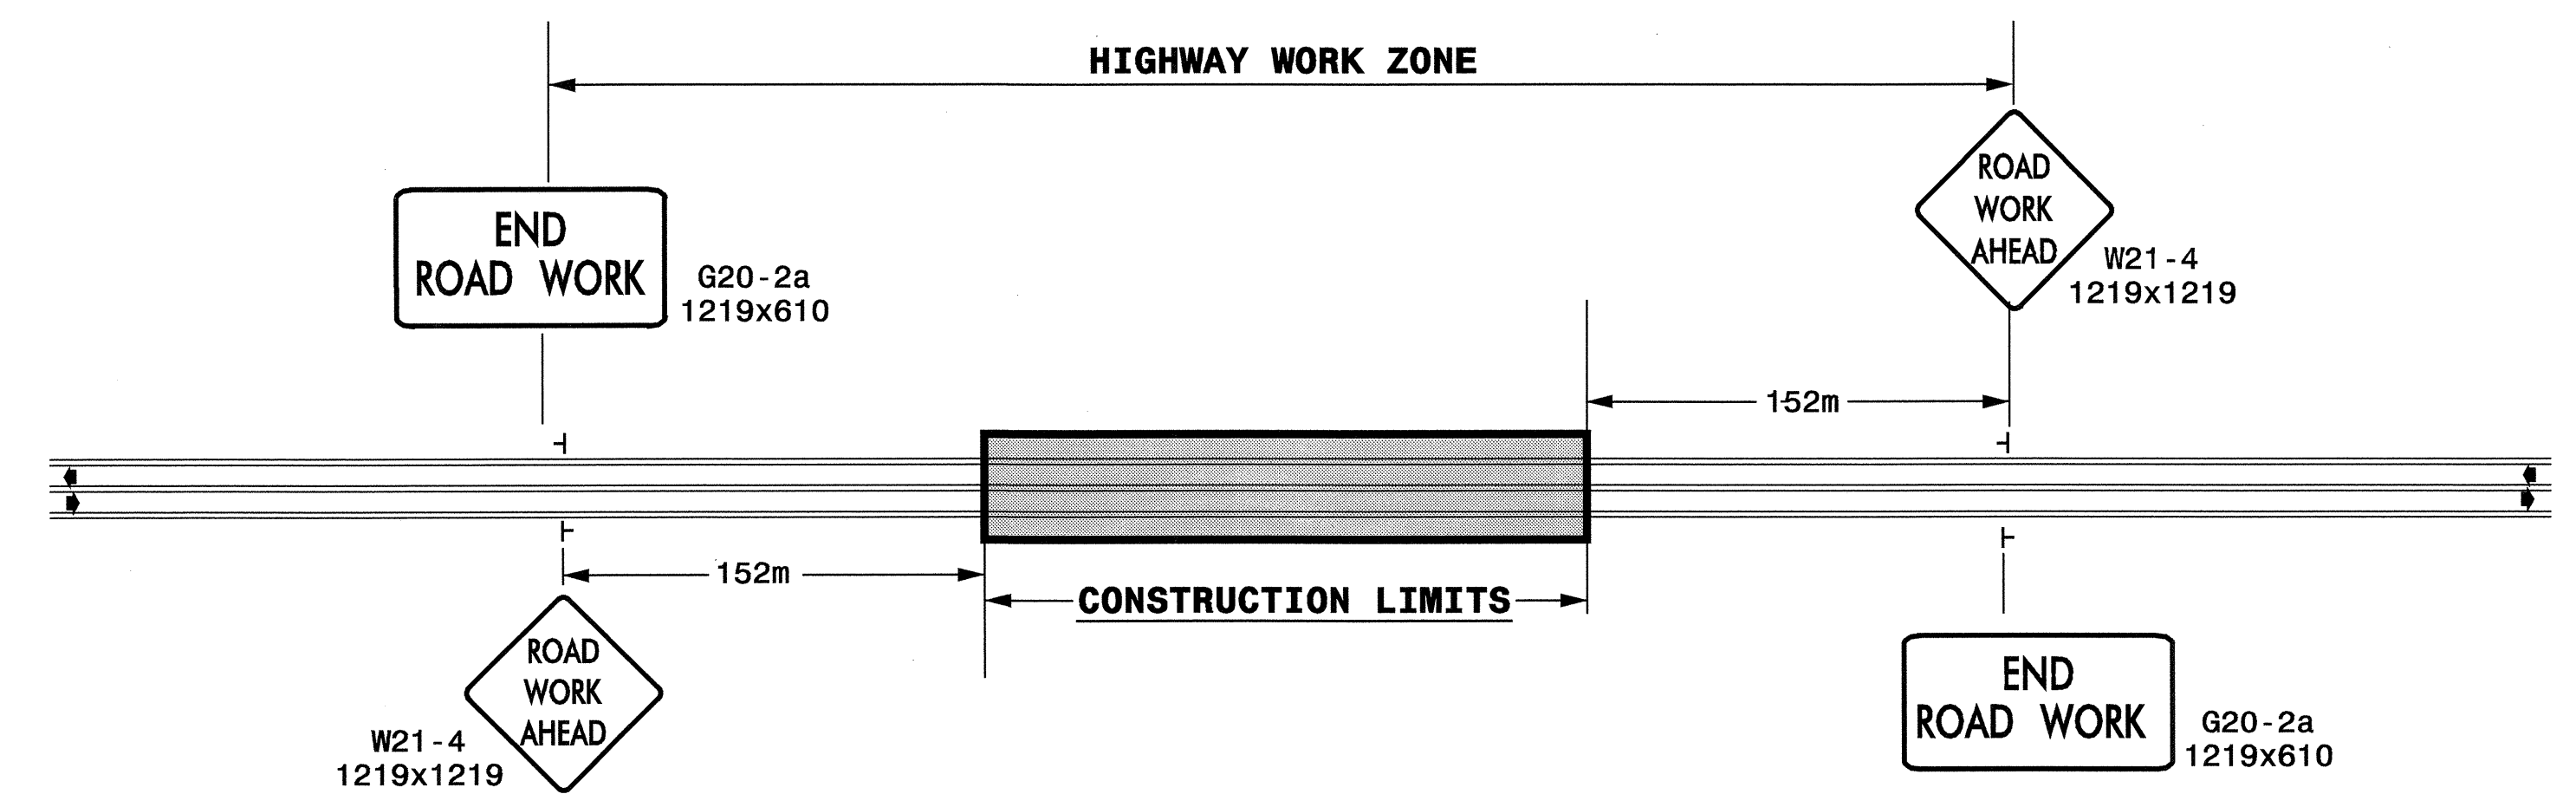 HIGHWAY WORK ZONE
END
ROAD WORK
G20-2a
1219x610
ROAD
WORK
AHEAD
W21-4
1219x1219
152m
152m
CONSTRUCTION LIMITS
ROAD
WORK
AHEAD
W21-4
1219x1219
END
ROAD WORK
G20-2a
1219x610